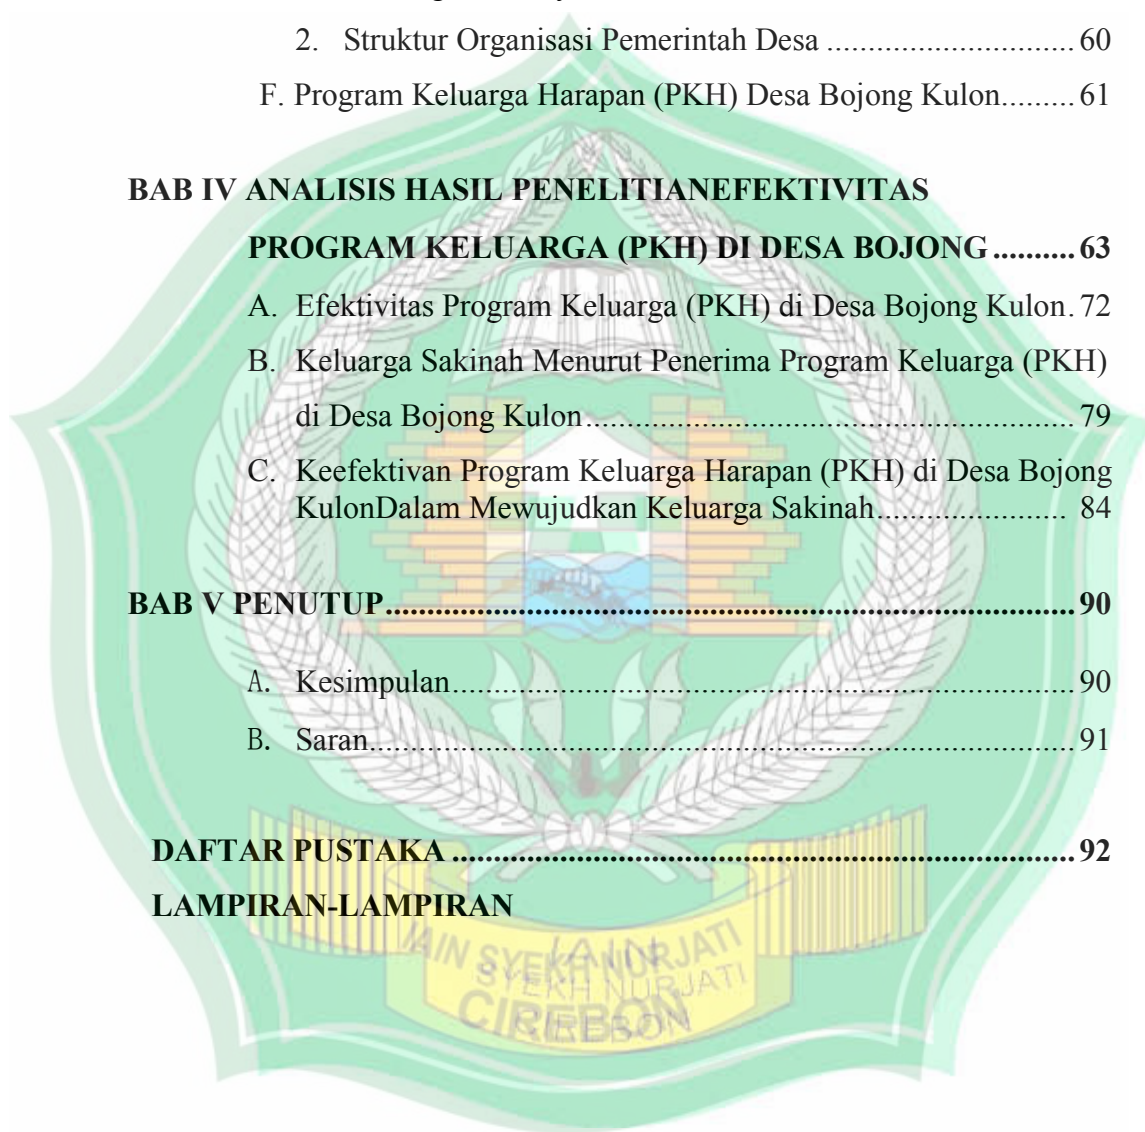 2. Struktur Organisasi Pemerintah Desa ............................. 60
F. Program Keluarga Harapan (PKH) Desa Bojong Kulon......... 61
BAB IV ANALISIS HASIL PENELITIANEFEKTIVITAS
PROGRAM KELUARGA (PKH) DI DESA BOJONG .......... 63
A. Efektivitas Program Keluarga (PKH) di Desa Bojong Kulon. 72
B. Keluarga Sakinah Menurut Penerima Program Keluarga (PKH)
di Desa Bojong Kulon.......................................................... 79
C. Keefektivan Program Keluarga Harapan (PKH) di Desa Bojong
KulonDalam Mewujudkan Keluarga Sakinah....................... 84
BAB V PENUTUP.................................................................................. 90
A. Kesimpulan.......................................................................... 90
B. Saran.................................................................................... 91
DAFTAR PUSTAKA .......................................................................... 92
LAMPIRAN-LAMPIRAN
IAIN SYEKH NURJATI
CIREBON
IAIN
SYEKH NURJATI
CIREBON